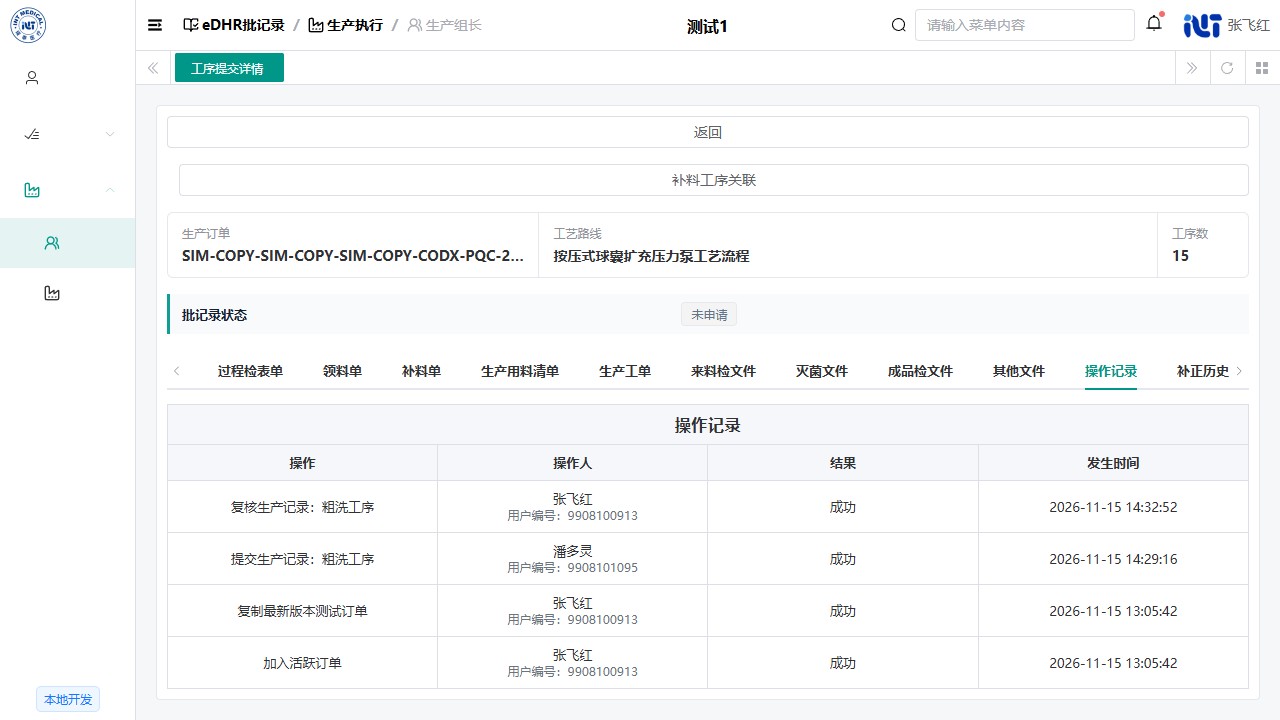 eDHR批记录 / 生产执行 / 生产组长
测试1
请输入菜单内容
张飞红
工序提交详情
返回
补料工序关联
生产订单
SIM-COPY-SIM-COPY-SIM-COPY-CODX-PQC-2...
工艺路线
按压式球囊扩充压力泵工艺流程
工序数
15
批记录状态
未申请
过程检表单 领料单 补料单 生产用料清单 生产工单 来料检文件 灭菌文件 成品检文件 其他文件 操作记录 补正历史
操作记录
操作 操作人 结果 发生时间
复核生产记录：粗洗工序 张飞红 成功 2026-11-15 14:32:52
用户编号：9908100913
提交生产记录：粗洗工序 潘多灵 成功 2026-11-15 14:29:16
用户编号：9908101095
复制最新版本测试订单 张飞红 成功 2026-11-15 13:05:42
用户编号：9908100913
加入活跃订单 张飞红 成功 2026-11-15 13:05:42
用户编号：9908100913
本地开发